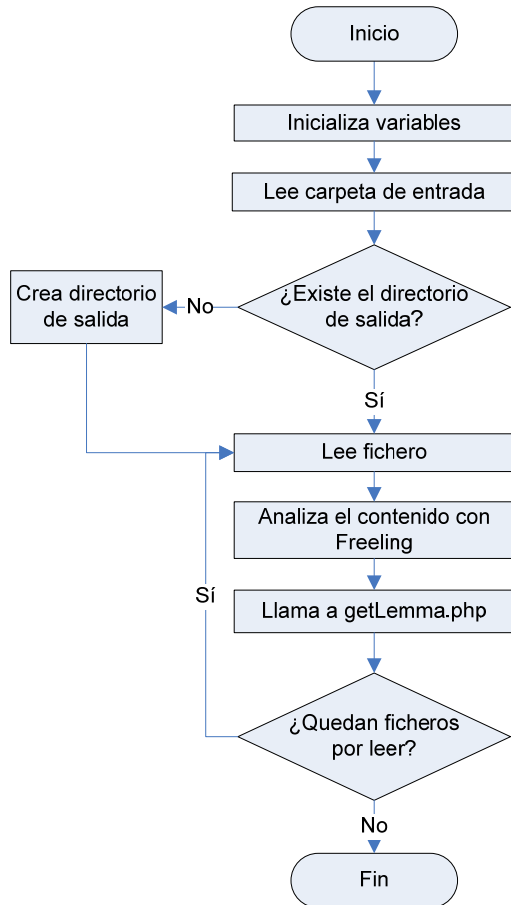 Inicio
Inicializa variables
Lee carpeta de entrada
¿Existe el directorio
de salida?
No
Crea directorio
de salida
Sí
Lee fichero
Analiza el contenido con
Freeling
Llama a getLemma.php
Sí
¿Quedan ficheros
por leer?
No
Fin